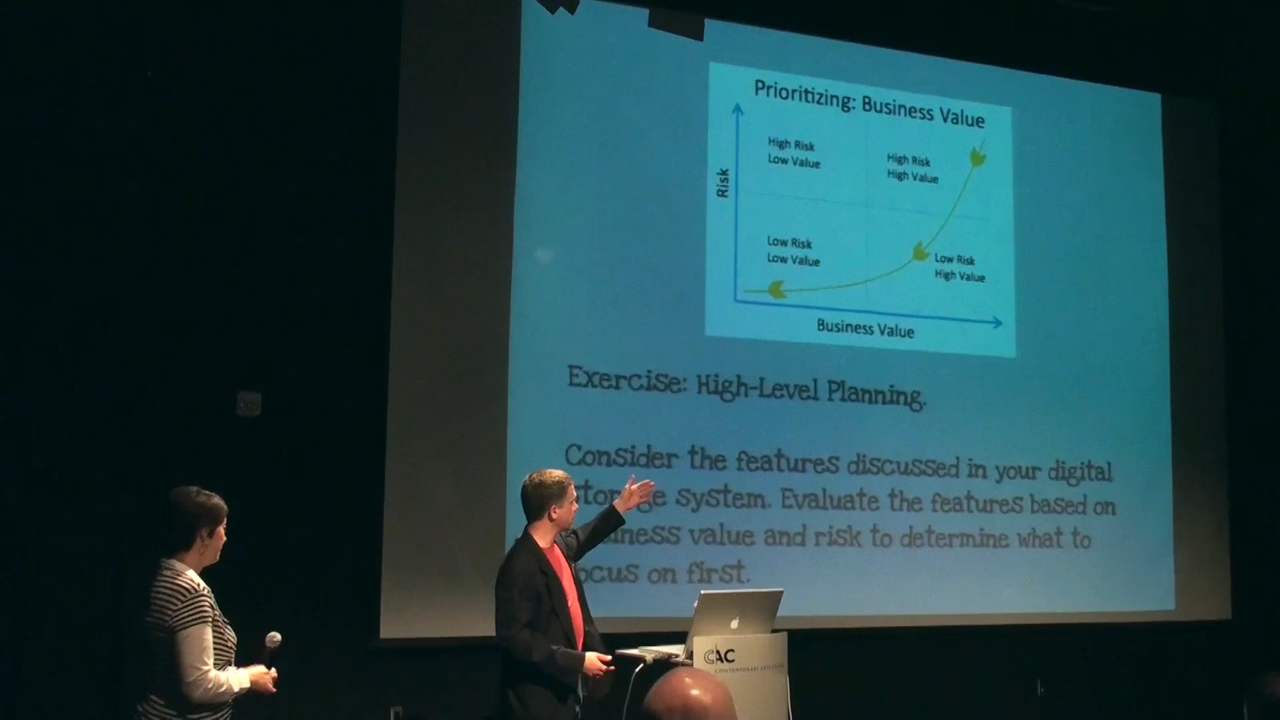 Prioritizing: Business Value
High Risk
Low Value
High Risk
High Value
Risk
Low Risk
Low Value
Low Risk
High Value
Business Value
Exercise: High-Level Planning.
Consider the features discussed in your digital
system. Evaluate the features based on
value and risk to determine what to
on first.
CAC